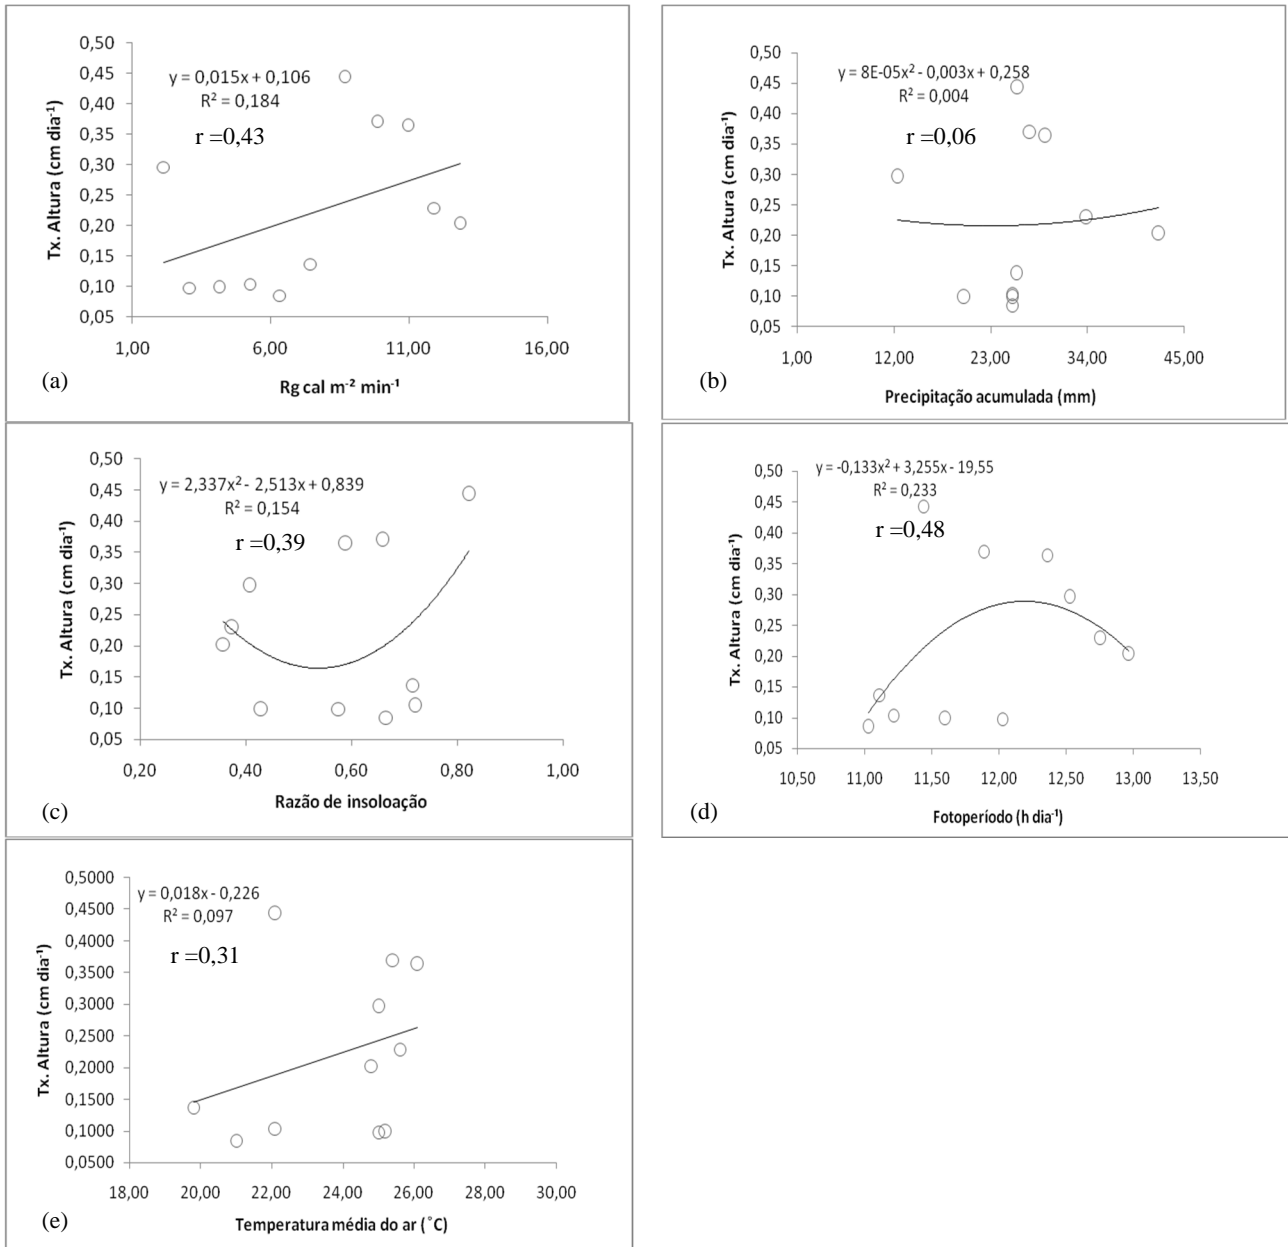 0,50
0,45
0,40
0,35
0,30
0,25
0,20
0,15
0,10
0,05
Tx. Altura (cm dia⁻¹)
y = 0,015x + 0,106
R² = 0,184
r =0,43
1,00 6,00 11,00 16,00
Rg cal m⁻² min⁻¹
(a)
0,50
0,45
0,40
0,35
0,30
0,25
0,20
0,15
0,10
0,05
Tx. Altura (cm dia⁻¹)
y = 8E-05x² - 0,003x + 0,258
R² = 0,004
r =0,06
1,00 12,00 23,00 34,00 45,00
Precipitação acumulada (mm)
(b)
0,50
0,45
0,40
0,35
0,30
0,25
0,20
0,15
0,10
0,05
Tx. Altura (cm dia⁻¹)
y = 2,337x² - 2,513x + 0,839
R² = 0,154
r =0,39
0,20 0,40 0,60 0,80 1,00
Razão de insoloação
(c)
0,50
0,45
0,40
0,35
0,30
0,25
0,20
0,15
0,10
0,05
Tx. Altura (cm dia⁻¹)
y = -0,133x² + 3,255x - 19,55
R² = 0,233
r =0,48
10,50 11,00 11,50 12,00 12,50 13,00 13,50
Fotoperíodo (h dia⁻¹)
(d)
0,5000
0,4500
0,4000
0,3500
0,3000
0,2500
0,2000
0,1500
0,1000
0,0500
Tx. Altura (cm dia⁻¹)
y = 0,018x - 0,226
R² = 0,097
r =0,31
18,00 20,00 22,00 24,00 26,00 28,00 30,00
Temperatura média do ar (˚C)
(e)